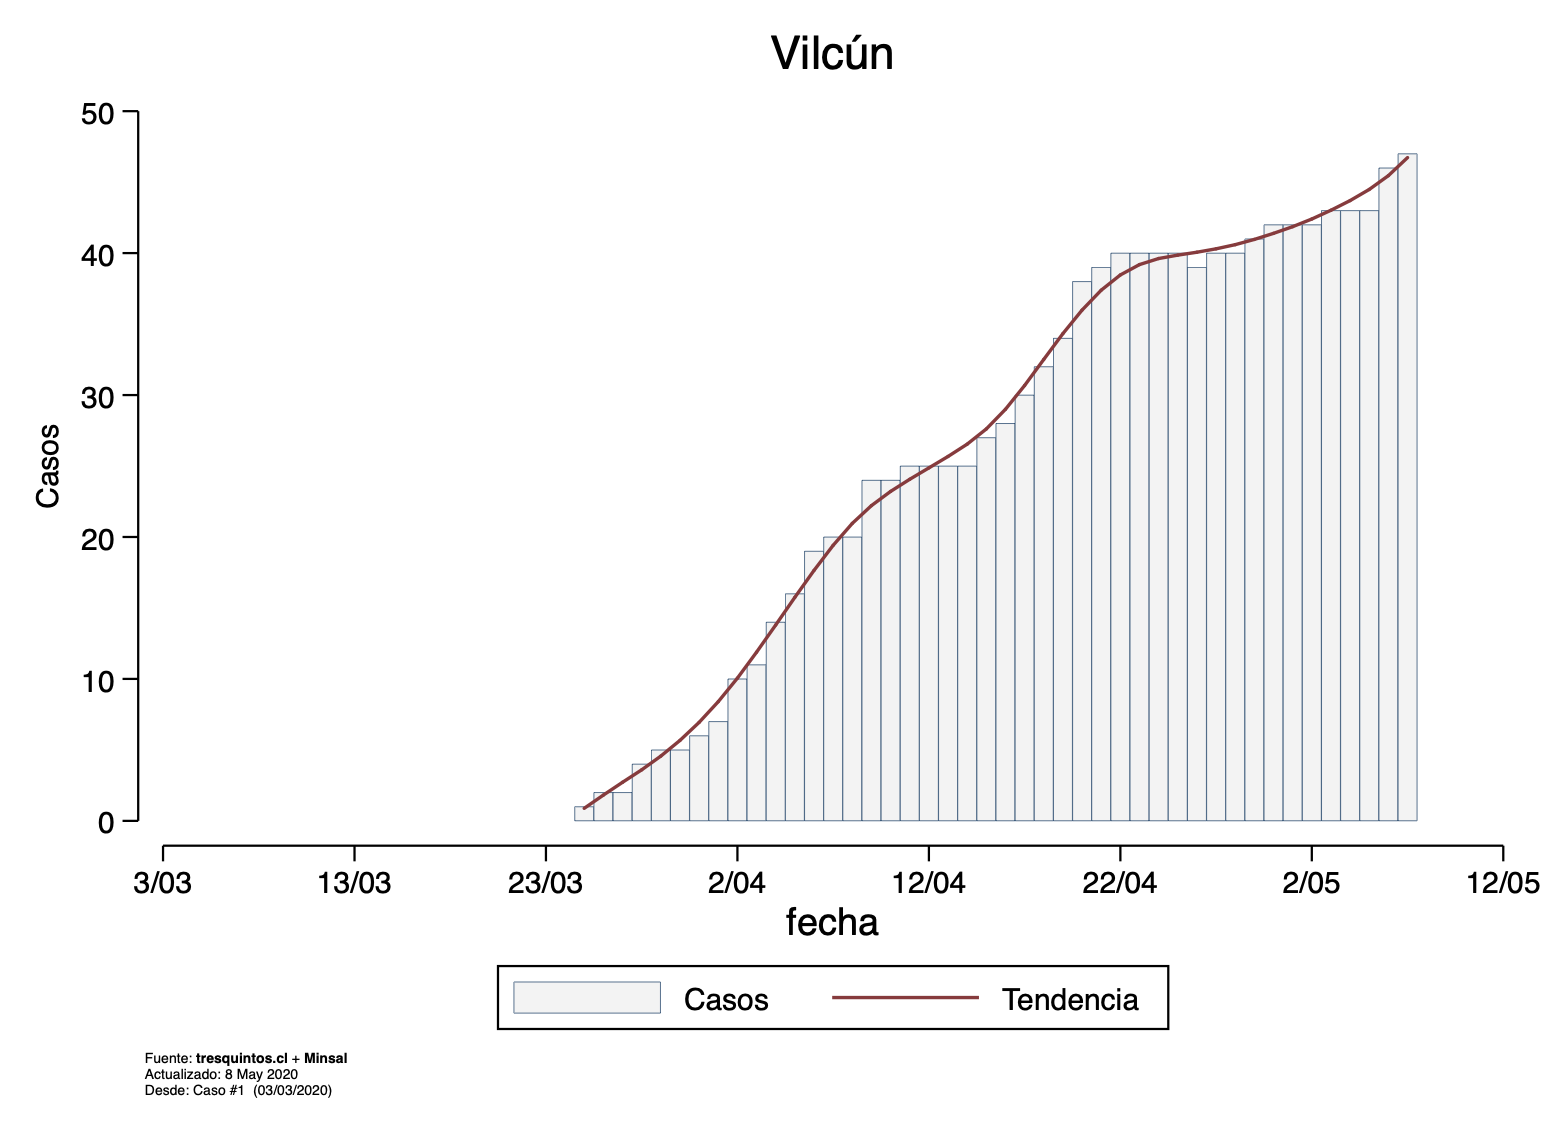 Vilcún
50
40
30
20
10
0
Casos
3/03 13/03 23/03 2/04 12/04 22/04 2/05 12/05
fecha
Casos Tendencia
Fuente: tresquintos.cl + Minsal
Actualizado: 8 May 2020
Desde: Caso #1 (03/03/2020)